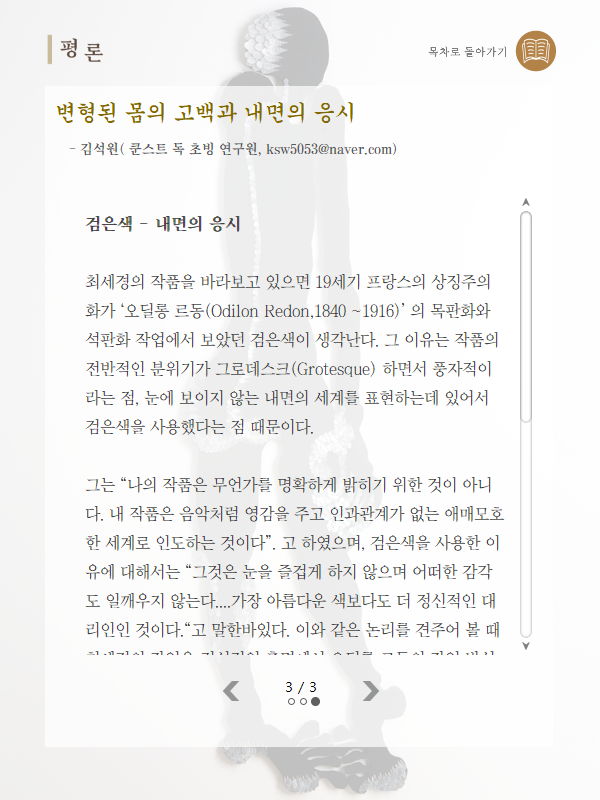 평 론
목차로 돌아가기
변형된 몸의 고백과 내면의 응시
- 김석원( 쿤스트 독 초빙 연구원, ksw5053@naver.com)
검은색 - 내면의 응시
최세경의 작품을 바라보고 있으면 19세기 프랑스의 상징주의
화가 ‘오딜롱 르동(Odilon Redon,1840 ~1916)’ 의 목판화와
석판화 작업에서 보았던 검은색이 생각난다. 그 이유는 작품의
전반적인 분위기가 그로데스크(Grotesque) 하면서 풍자적이
라는 점, 눈에 보이지 않는 내면의 세계를 표현하는데 있어서
검은색을 사용했다는 점 때문이다.
그는 “나의 작품은 무언가를 명확하게 밝히기 위한 것이 아니
다. 내 작품은 음악처럼 영감을 주고 인과관계가 없는 애매모호
한 세계로 인도하는 것이다”. 고 하였으며, 검은색을 사용한 이
유에 대해서는 “그것은 눈을 즐겁게 하지 않으며 어떠한 감각
도 일깨우지 않는다....가장 아름다운 색보다도 더 정신적인 대
리인인 것이다.“고 말한바있다. 이와 같은 논리를 견주어 볼 때
3 / 3